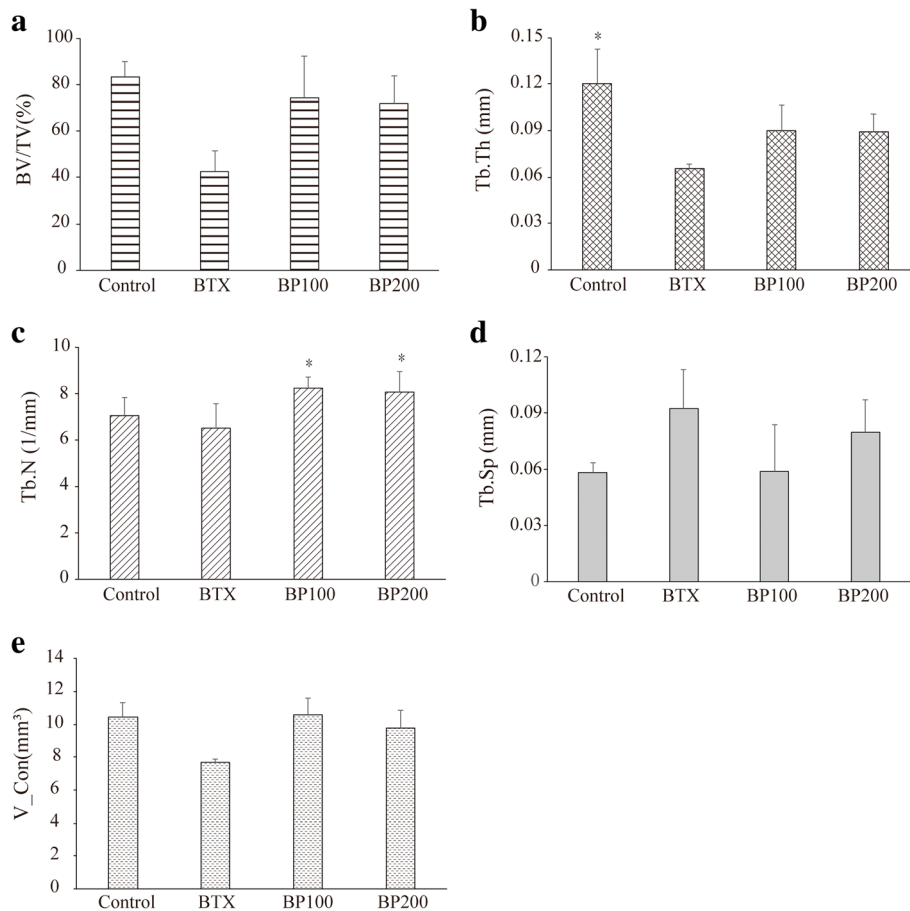 a
BV/TV(%)
100
80
60
40
20
0
Control BTX BP100 BP200
b
Tb.Th (mm)
0.15
0.12
0.09
0.06
0.03
0
*
Control BTX BP100 BP200
c
Tb.N (1/mm)
10
8
6
4
2
0
* *
Control BTX BP100 BP200
d
Tb.Sp (mm)
0.12
0.09
0.06
0.03
0
Control BTX BP100 BP200
e
V_Con(mm³)
14
12
10
8
6
4
2
0
Control BTX BP100 BP200